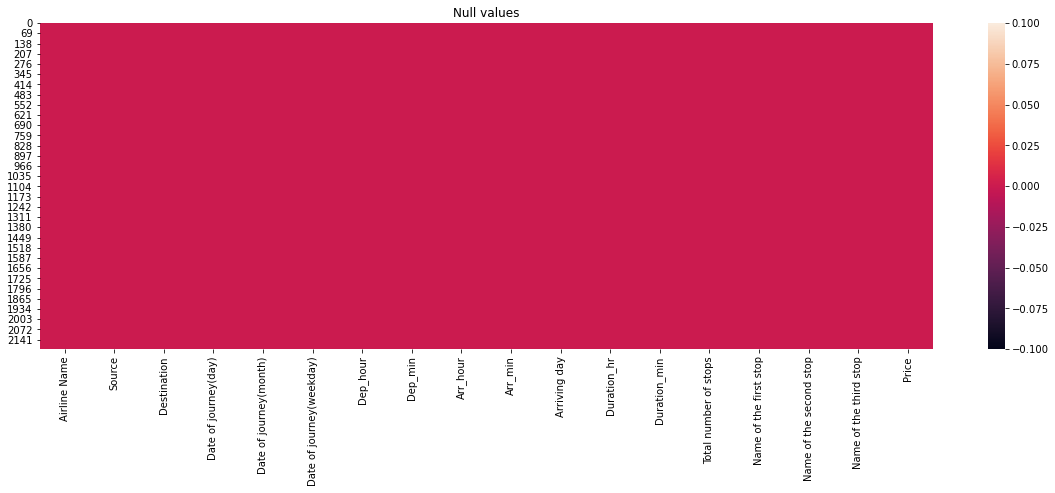 Null values
0
69
138
207
276
345
414
483
552
621
690
759
828
897
966
1035
1104
1173
1242
1311
1380
1449
1518
1587
1656
1725
1796
1865
1934
2003
2072
2141
Airline Name
Source
Destination
Date of journey(day)
Date of journey(month)
Date of journey(weekday)
Dep_hour
Dep_min
Arr_hour
Arr_min
Arriving day
Duration_hr
Duration_min
Total number of stops
Name of the first stop
Name of the second stop
Name of the third stop
Price
0.100
0.075
0.050
0.025
0.000
−0.025
−0.050
−0.075
−0.100